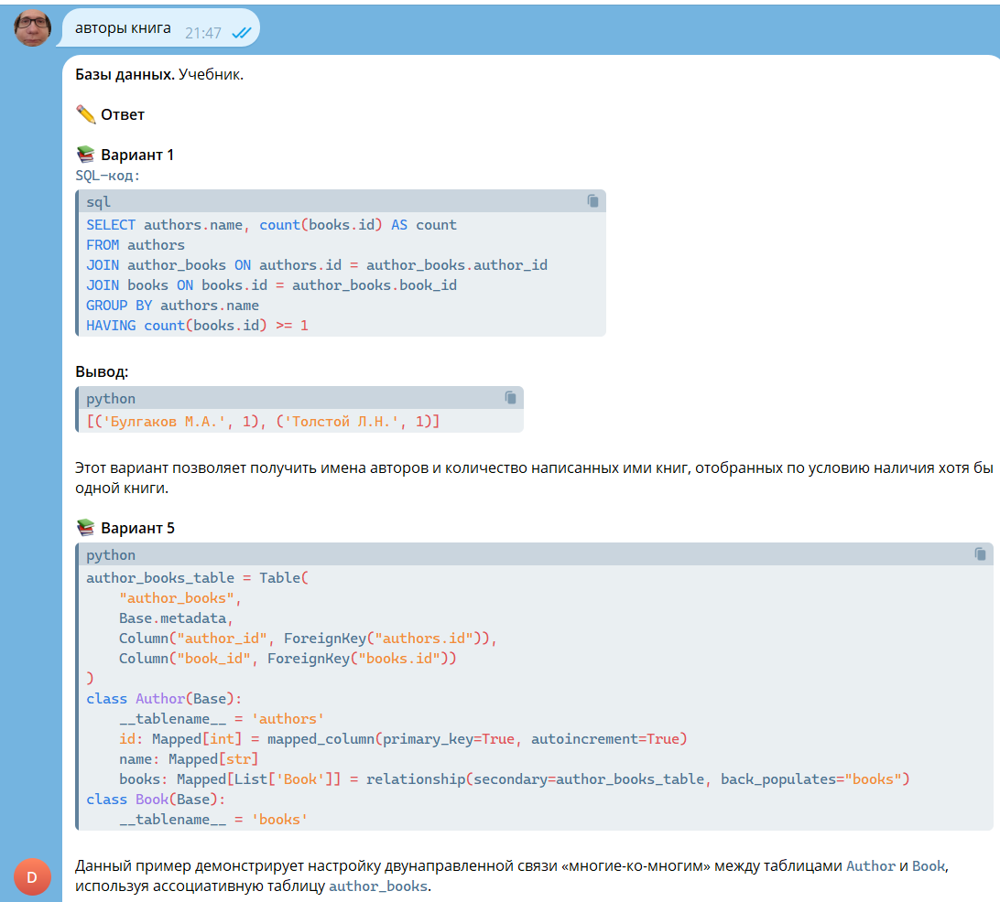 авторы книга 21:47
Базы данных. Учебник.
✏️ Ответ
📚 Вариант 1
SQL-код:
sql
SELECT authors.name, count(books.id) AS count
FROM authors
JOIN author_books ON authors.id = author_books.author_id
JOIN books ON books.id = author_books.book_id
GROUP BY authors.name
HAVING count(books.id) >= 1
Вывод:
python
[('Булгаков М.А.', 1), ('Толстой Л.Н.', 1)]
Этот вариант позволяет получить имена авторов и количество написанных ими книг, отобранных по условию наличия хотя бы
одной книги.
📚 Вариант 5
python
author_books_table = Table(
    "author_books",
    Base.metadata,
    Column("author_id", ForeignKey("authors.id")),
    Column("book_id", ForeignKey("books.id"))
)
class Author(Base):
    __tablename__ = 'authors'
    id: Mapped[int] = mapped_column(primary_key=True, autoincrement=True)
    name: Mapped[str]
    books: Mapped[List['Book']] = relationship(secondary=author_books_table, back_populates="books")
class Book(Base):
    __tablename__ = 'books'
D
Данный пример демонстрирует настройку двунаправленной связи «многие-ко-многим» между таблицами Author и Book,
используя ассоциативную таблицу author_books.